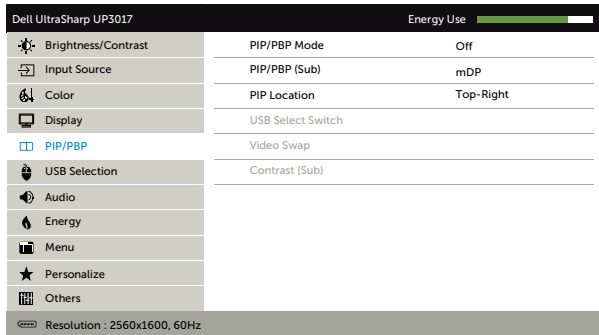 Dell UltraSharp UP3017 Energy Use
Brightness/Contrast PIP/PBP Mode Off
Input Source PIP/PBP (Sub) mDP
Color PIP Location Top-Right
Display USB Select Switch
PIP/PBP Video Swap
USB Selection Contrast (Sub)
Audio
Energy
Menu
Personalize
Others
Resolution : 2560x1600, 60Hz